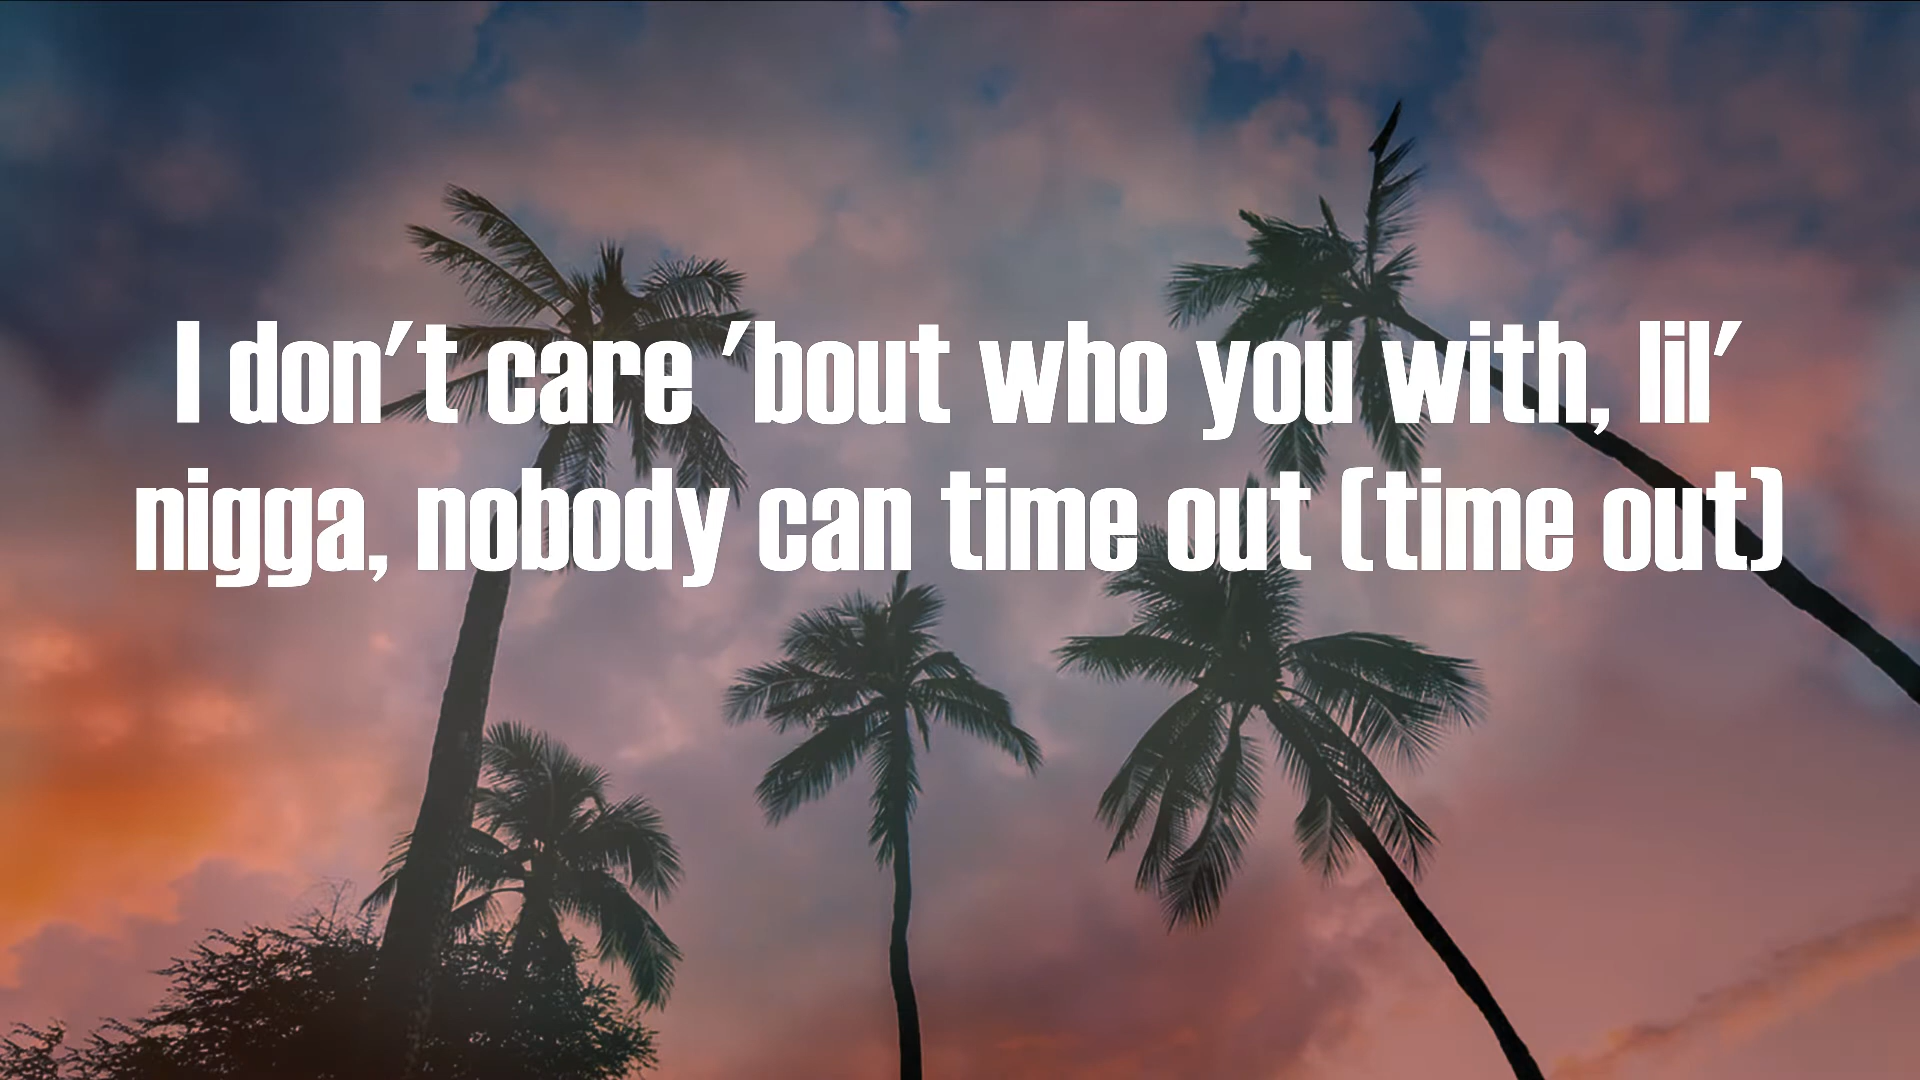 I don't care 'bout who you with, lil'
nigga, nobody can time out (time out)